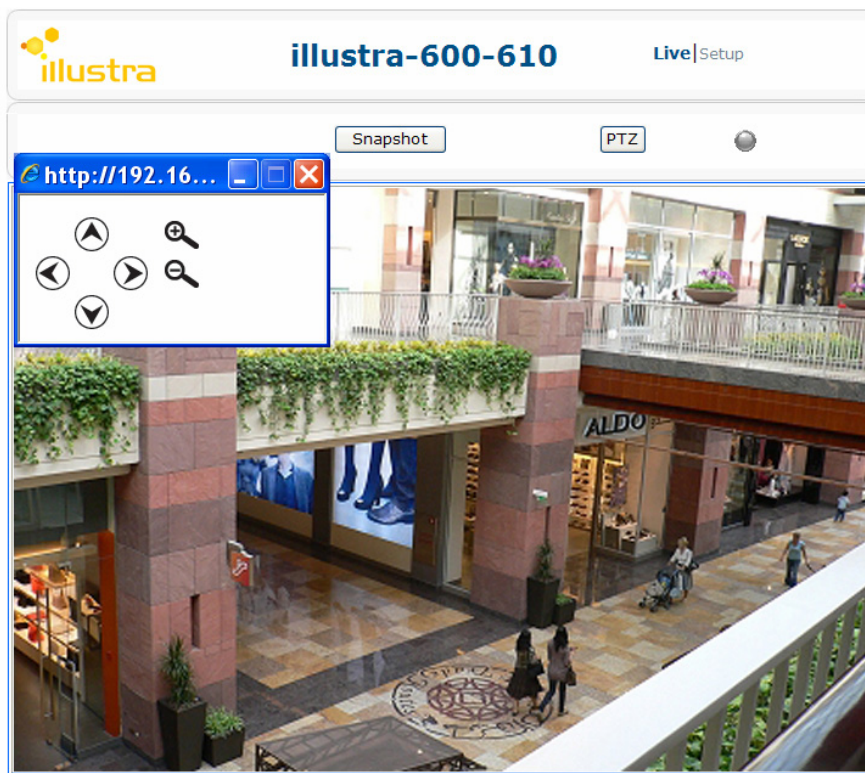 illustra
illustra-600-610
Live|Setup
Snapshot
PTZ
http://192.16...
ALDO